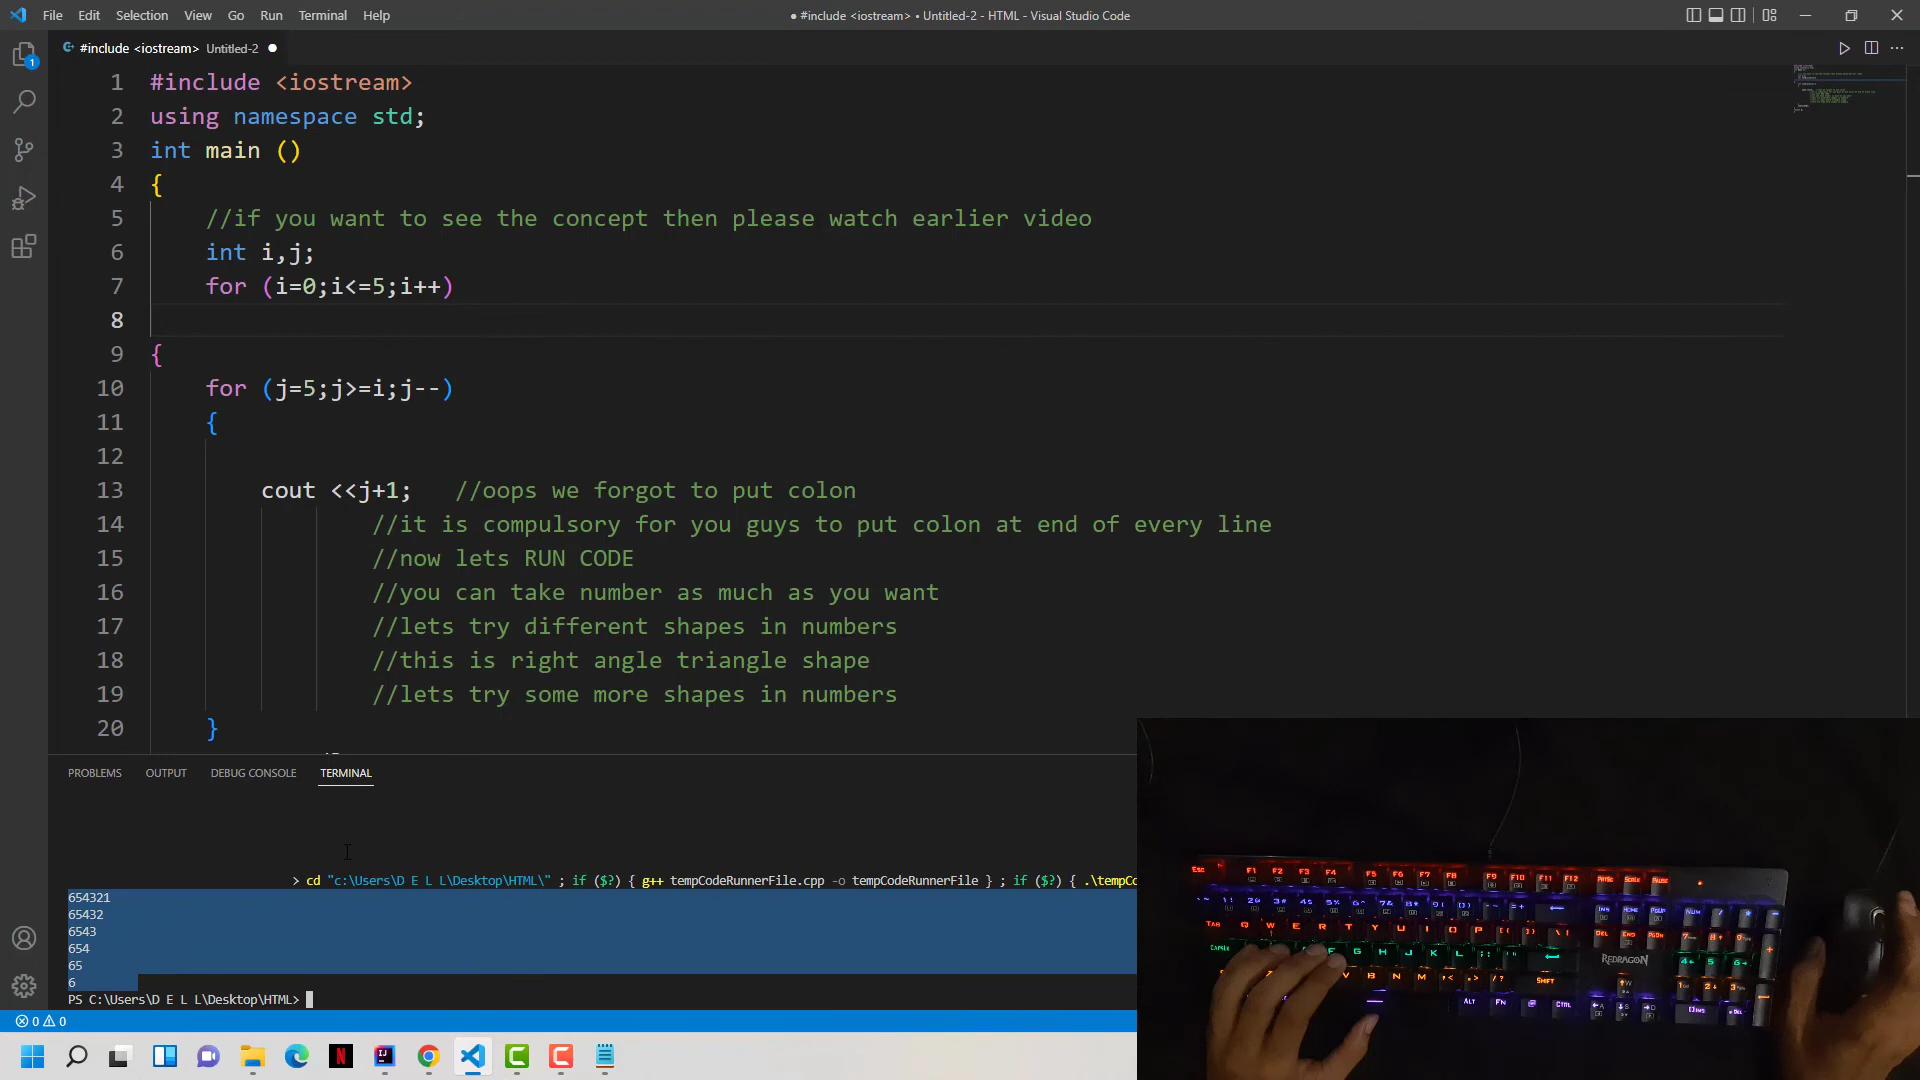 File Edit Selection View Go Run Terminal Help
● #include <iostream> • Untitled-2 - HTML - Visual Studio Code
#include <iostream> Untitled-2 ●
1 #include <iostream>
2 using namespace std;
3 int main ()
4 {
5 //if you want to see the concept then please watch earlier video
6 int i,j;
7 for (i=0;i<=5;i++)
8
9 {
10 for (j=5;j>=i;j--)
11 {
12
13 cout <<j+1; //oops we forgot to put colon
14 //it is compulsory for you guys to put colon at end of every line
15 //now lets RUN CODE
16 //you can take number as much as you want
17 //lets try different shapes in numbers
18 //this is right angle triangle shape
19 //lets try some more shapes in numbers
20 }
PROBLEMS OUTPUT DEBUG CONSOLE TERMINAL
> cd "c:\Users\D E L L\Desktop\HTML\" ; if ($?) { g++ tempCodeRunnerFile.cpp -o tempCodeRunnerFile } ; if ($?) { .\tempCo
654321
65432
6543
654
65
6
PS C:\Users\D E L L\Desktop\HTML>
0 0
1
REDRAGON